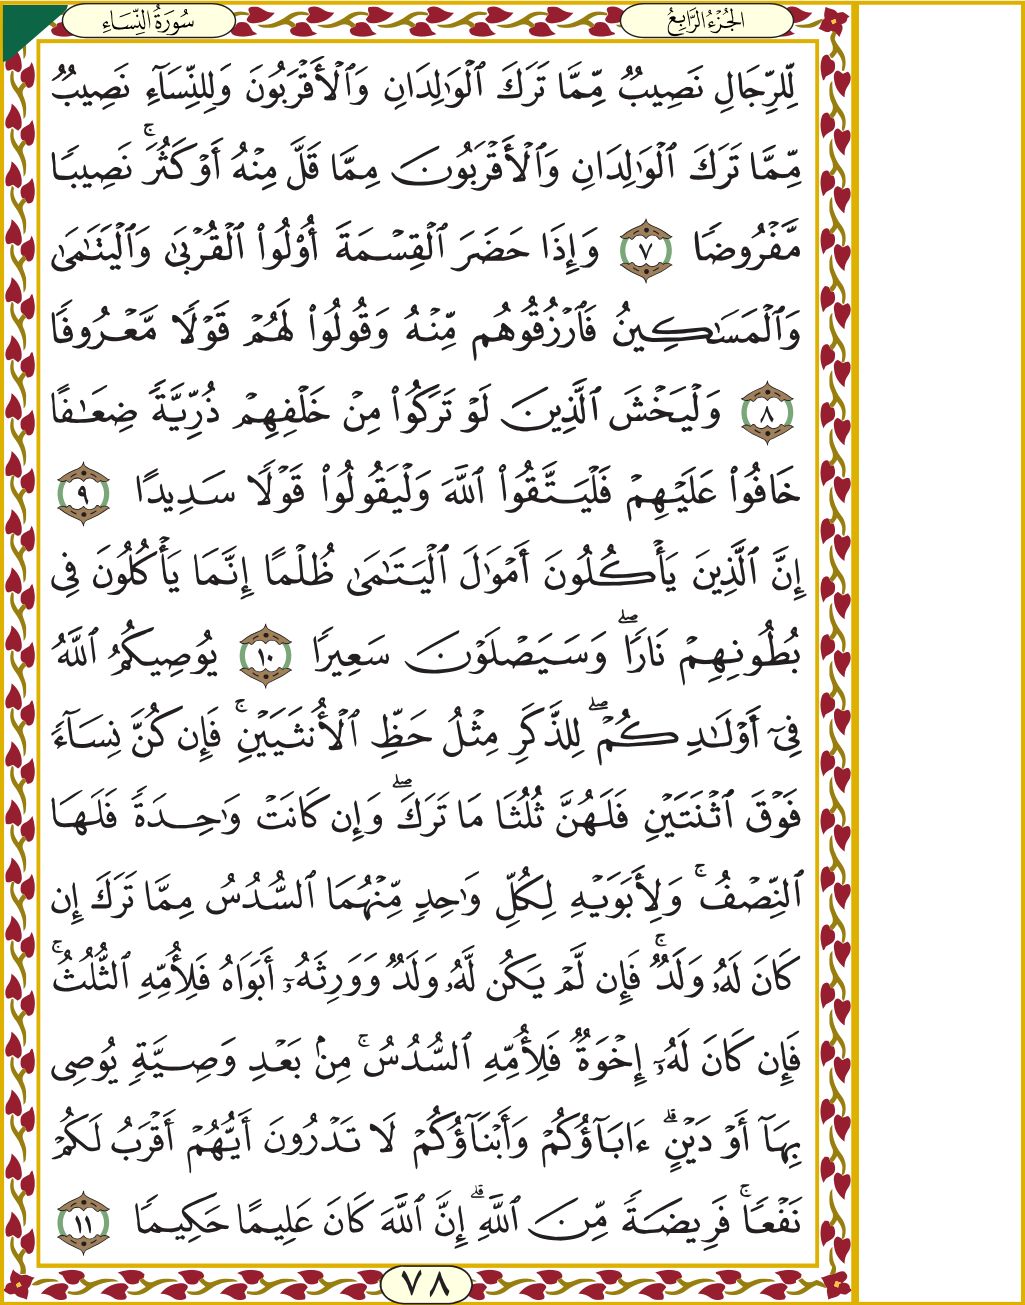 سُورَةُ النِّسَاءِ
الجُزْءُ الرَّابِعُ
لِّلرِّجَالِ نَصِيبٌ مِّمَّا تَرَكَ ٱلْوَٰلِدَانِ وَٱلْأَقْرَبُونَ وَلِلنِّسَآءِ نَصِيبٌ
مِّمَّا تَرَكَ ٱلْوَٰلِدَانِ وَٱلْأَقْرَبُونَ مِمَّا قَلَّ مِنْهُ أَوْ كَثُرَ ۚ نَصِيبًا
مَّفْرُوضًا ٧ وَإِذَا حَضَرَ ٱلْقِسْمَةَ أُو۟لُوا۟ ٱلْقُرْبَىٰ وَٱلْيَتَٰمَىٰ
وَٱلْمَسَٰكِينُ فَٱرْزُقُوهُم مِّنْهُ وَقُولُوا۟ لَهُمْ قَوْلًا مَّعْرُوفًا
٨ وَلْيَخْشَ ٱلَّذِينَ لَوْ تَرَكُوا۟ مِنْ خَلْفِهِمْ ذُرِّيَّةً ضِعَٰفًا
خَافُوا۟ عَلَيْهِمْ فَلْيَتَّقُوا۟ ٱللَّهَ وَلْيَقُولُوا۟ قَوْلًا سَدِيدًا ٩
إِنَّ ٱلَّذِينَ يَأْكُلُونَ أَمْوَٰلَ ٱلْيَتَٰمَىٰ ظُلْمًا إِنَّمَا يَأْكُلُونَ فِى
بُطُونِهِمْ نَارًا ۖ وَسَيَصْلَوْنَ سَعِيرًا ١٠ يُوصِيكُمُ ٱللَّهُ
فِىٓ أَوْلَٰدِكُمْ ۖ لِلذَّكَرِ مِثْلُ حَظِّ ٱلْأُنثَيَيْنِ ۚ فَإِن كُنَّ نِسَآءً
فَوْقَ ٱثْنَتَيْنِ فَلَهُنَّ ثُلُثَا مَا تَرَكَ ۖ وَإِن كَانَتْ وَٰحِدَةً فَلَهَا
ٱلنِّصْفُ ۚ وَلِأَبَوَيْهِ لِكُلِّ وَٰحِدٍ مِّنْهُمَا ٱلسُّدُسُ مِمَّا تَرَكَ إِن
كَانَ لَهُۥ وَلَدٌ ۚ فَإِن لَّمْ يَكُن لَّهُۥ وَلَدٌ وَوَرِثَهُۥٓ أَبَوَاهُ فَلِأُمِّهِ ٱلثُّلُثُ ۚ
فَإِن كَانَ لَهُۥٓ إِخْوَةٌ فَلِأُمِّهِ ٱلسُّدُسُ ۚ مِنۢ بَعْدِ وَصِيَّةٍ يُوصِى
بِهَآ أَوْ دَيْنٍ ۗ ءَابَآؤُكُمْ وَأَبْنَآؤُكُمْ لَا تَدْرُونَ أَيُّهُمْ أَقْرَبُ لَكُمْ
نَفْعًا ۚ فَرِيضَةً مِّنَ ٱللَّهِ ۗ إِنَّ ٱللَّهَ كَانَ عَلِيمًا حَكِيمًا ١١
٧٨